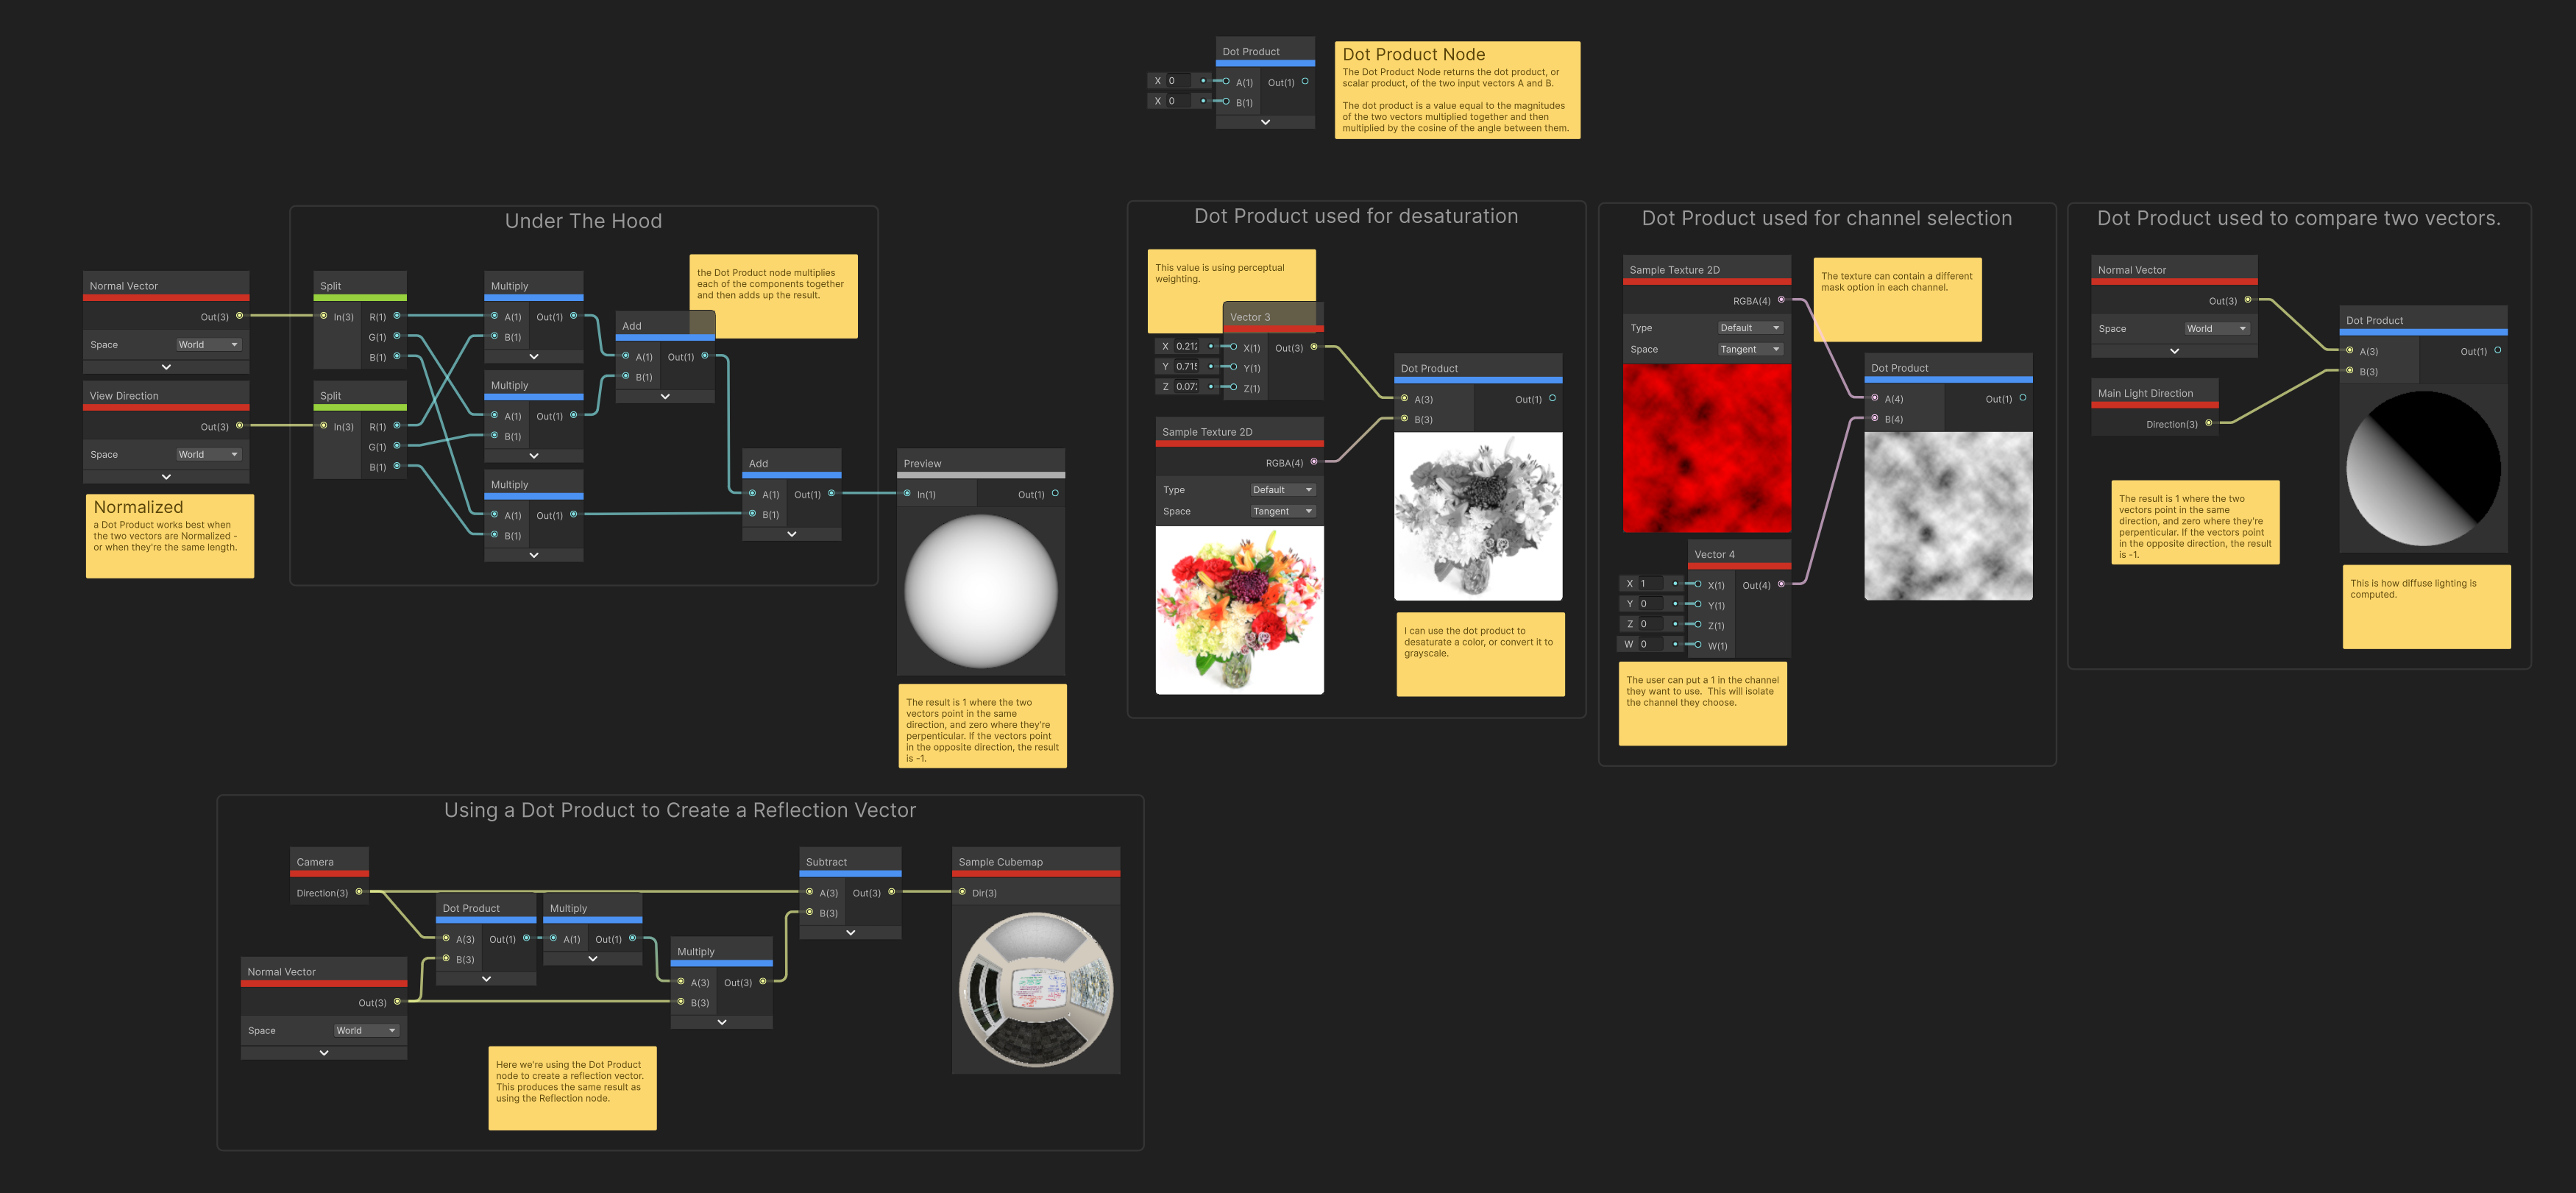 Dot Product
X 0
A(1)
Out(1)
X 0
B(1)
Dot Product Node
The Dot Product Node returns the dot product, or
scalar product, of the two input vectors A and B.
The dot product is a value equal to the magnitudes
of the two vectors multiplied together and then
multiplied by the cosine of the angle between them.
Under The Hood
the Dot Product node multiplies
each of the components together
and then adds up the result.
Normal Vector
Out(3)
Space
World
View Direction
Out(3)
Space
World
Normalized
a Dot Product works best when
the two vectors are Normalized -
or when they're the same length.
Split
In(3)
R(1)
G(1)
B(1)
Split
In(3)
R(1)
G(1)
B(1)
Multiply
A(1)
Out(1)
B(1)
Multiply
A(1)
Out(1)
B(1)
Multiply
A(1)
Out(1)
B(1)
Add
A(1)
Out(1)
B(1)
Add
A(1)
Out(1)
B(1)
Preview
In(1)
Out(1)
The result is 1 where the two
vectors point in the same
direction, and zero where they're
perpenticular. If the vectors point
in the opposite direction, the result
is -1.
Dot Product used for desaturation
This value is using perceptual
weighting.
Vector 3
X 0.212
X(1)
Out(3)
Y 0.715
Y(1)
Z 0.072
Z(1)
Sample Texture 2D
RGBA(4)
Type
Default
Space
Tangent
Dot Product
A(3)
Out(1)
B(3)
I can use the dot product to
desaturate a color, or convert it to
grayscale.
Dot Product used for channel selection
Sample Texture 2D
RGBA(4)
Type
Default
Space
Tangent
The texture can contain a different
mask option in each channel.
Dot Product
A(4)
Out(1)
B(4)
Vector 4
X 1
X(1)
Out(4)
Y 0
Y(1)
Z 0
Z(1)
W 0
W(1)
The user can put a 1 in the channel
they want to use.  This will isolate
the channel they choose.
Dot Product used to compare two vectors.
Normal Vector
Out(3)
Space
World
Main Light Direction
Direction(3)
Dot Product
A(3)
Out(1)
B(3)
The result is 1 where the two
vectors point in the same
direction, and zero where they're
perpenticular. If the vectors point
in the opposite direction, the result
is -1.
This is how diffuse lighting is
computed.
Using a Dot Product to Create a Reflection Vector
Camera
Direction(3)
Normal Vector
Out(3)
Space
World
Dot Product
A(3)
Out(1)
B(3)
Multiply
A(1)
Out(1)
Multiply
A(3)
Out(3)
B(3)
Subtract
A(3)
Out(3)
B(3)
Sample Cubemap
Dir(3)
Here we're using the Dot Product
node to create a reflection vector.
This produces the same result as
using the Reflection node.